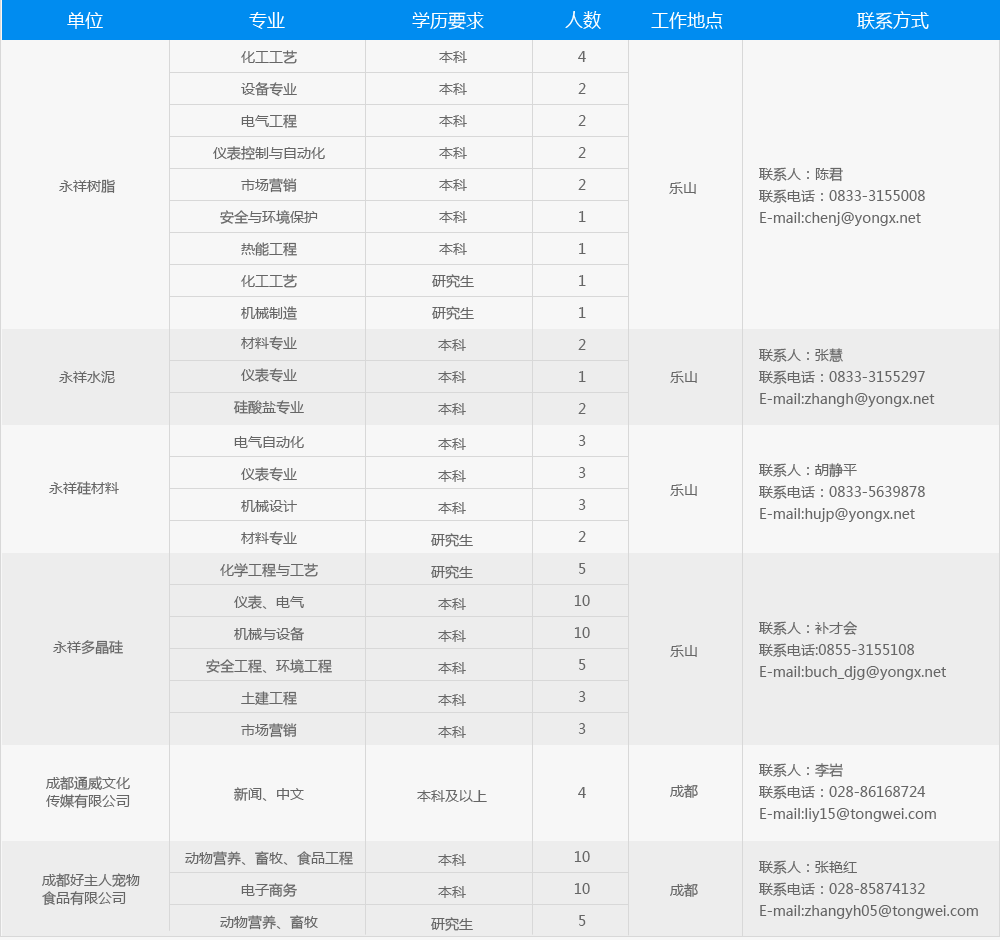 单位 专业 学历要求 人数 工作地点 联系方式
永祥树脂
化工工艺 本科 4
设备专业 本科 2
电气工程 本科 2
仪表控制与自动化 本科 2
市场营销 本科 2
安全与环境保护 本科 1
热能工程 本科 1
化工工艺 研究生 1
机械制造 研究生 1
乐山
联系人：陈君
联系电话：0833-3155008
E-mail:chenj@yongx.net
永祥水泥
材料专业 本科 2
仪表专业 本科 1
硅酸盐专业 本科 2
乐山
联系人：张慧
联系电话：0833-3155297
E-mail:zhangh@yongx.net
永祥硅材料
电气自动化 本科 3
仪表专业 本科 3
机械设计 本科 3
材料专业 研究生 2
乐山
联系人：胡静平
联系电话：0833-5639878
E-mail:hujp@yongx.net
永祥多晶硅
化学工程与工艺 研究生 5
仪表、电气 本科 10
机械与设备 本科 10
安全工程、环境工程 本科 5
土建工程 本科 3
市场营销 本科 3
乐山
联系人：补才会
联系电话:0855-3155108
E-mail:buch_djg@yongx.net
成都通威文化
传媒有限公司
新闻、中文 本科及以上 4
成都
联系人：李岩
联系电话：028-86168724
E-mail:liy15@tongwei.com
成都好主人宠物
食品有限公司
动物营养、畜牧、食品工程 本科 10
电子商务 本科 10
动物营养、畜牧 研究生 5
成都
联系人：张艳红
联系电话：028-85874132
E-mail:zhangyh05@tongwei.com